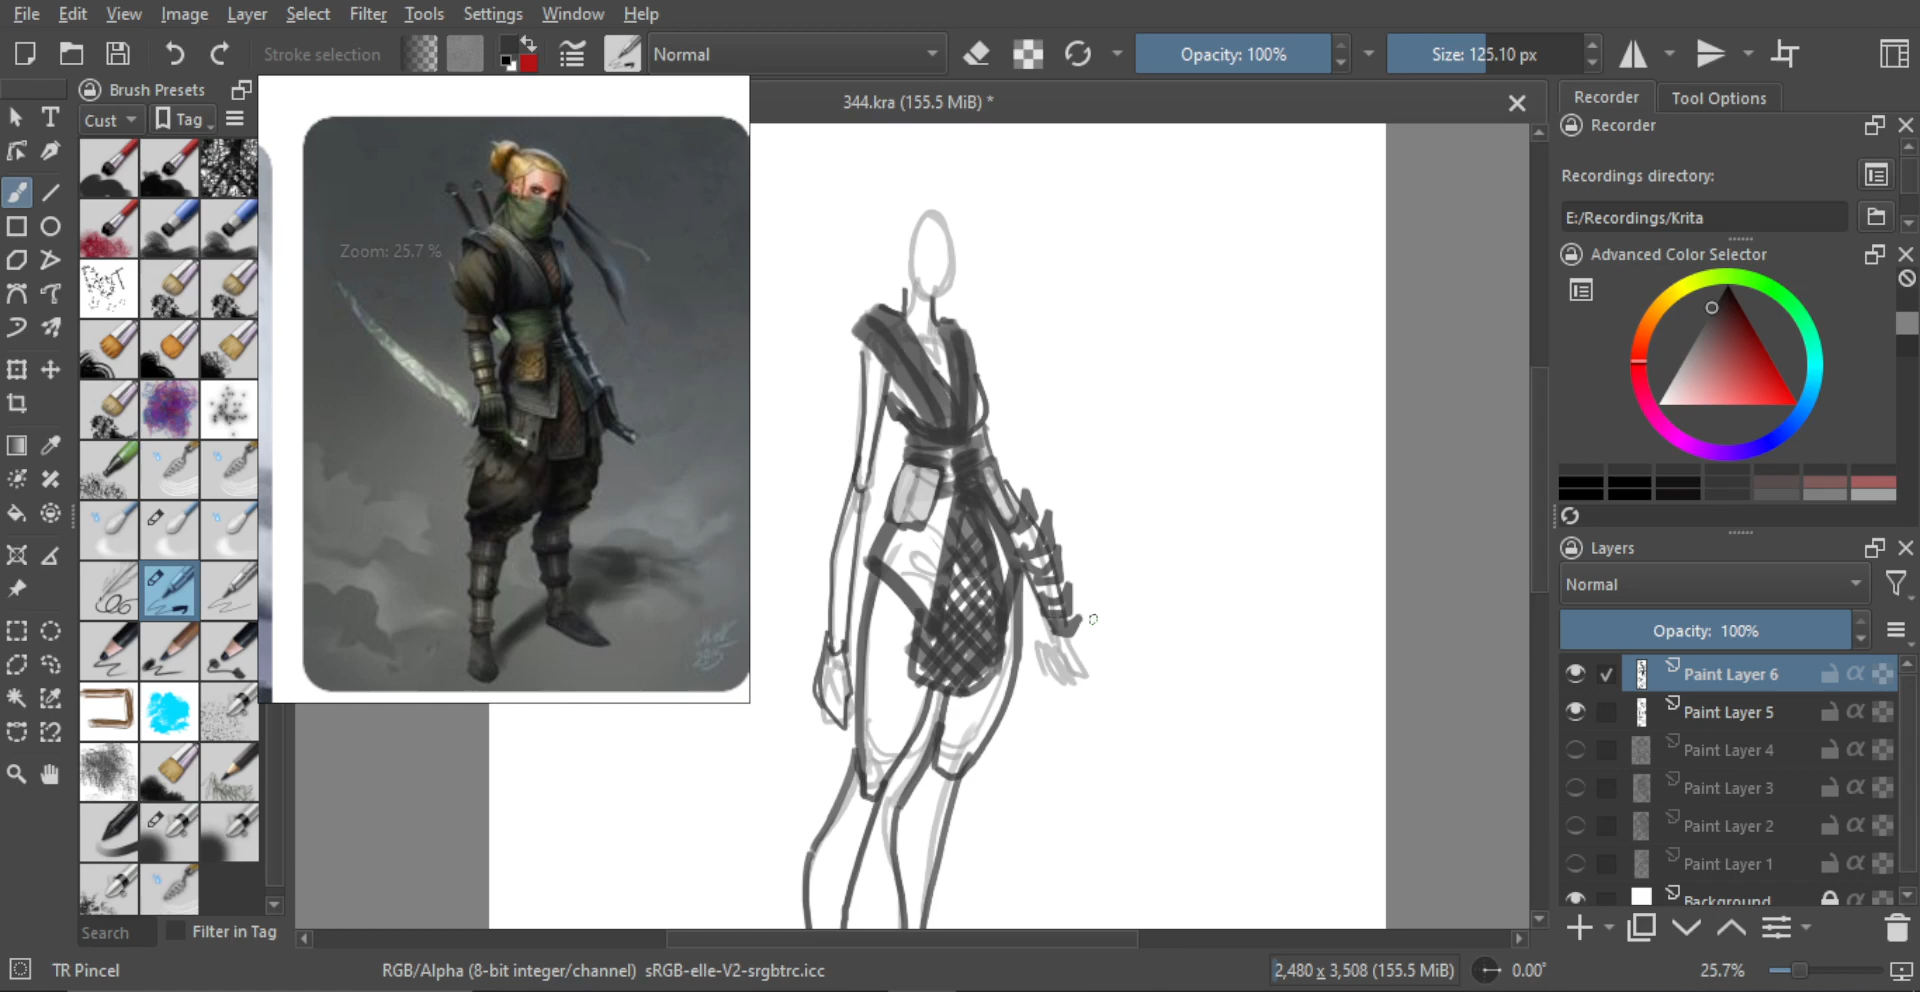 File Edit View Image Layer Select Filter Tools Settings Window Help
Stroke selection Normal Opacity: 100% Size: 125.10 px
Brush Presets
Cust Tag
344.kra (155.5 MiB) *
Zoom: 25.7 %
Recorder Tool Options
Recorder
Recordings directory:
E:/Recordings/Krita
Advanced Color Selector
Layers
Normal
Opacity: 100%
Paint Layer 6
Paint Layer 5
Paint Layer 4
Paint Layer 3
Paint Layer 2
Paint Layer 1
Background
Search Filter in Tag
TR Pincel RGB/Alpha (8-bit integer/channel) sRGB-elle-V2-srgbtrc.icc 2,480 x 3,508 (155.5 MiB) 0.00° 25.7%